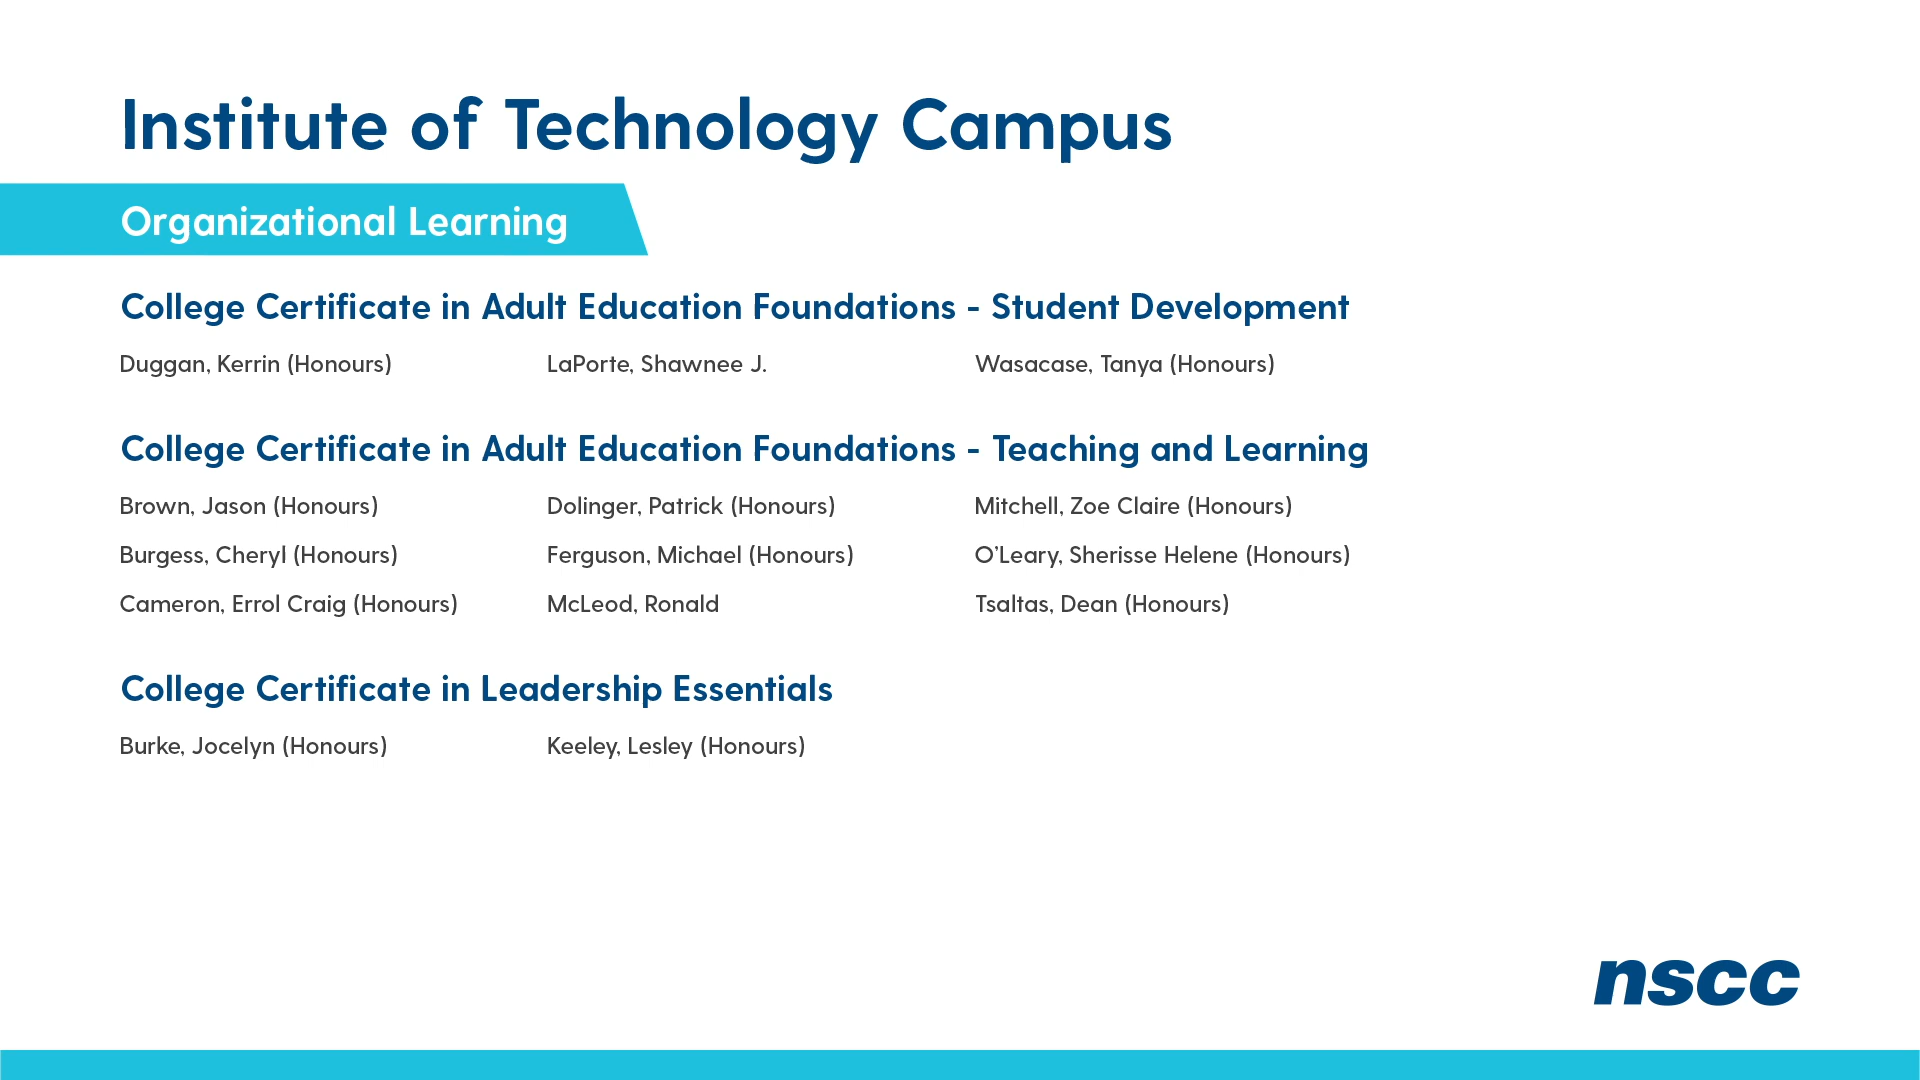 Institute of Technology Campus
Organizational Learning
College Certificate in Adult Education Foundations - Student Development
Duggan, Kerrin (Honours) LaPorte, Shawnee J. Wasacase, Tanya (Honours)
College Certificate in Adult Education Foundations - Teaching and Learning
Brown, Jason (Honours) Dolinger, Patrick (Honours) Mitchell, Zoe Claire (Honours)
Burgess, Cheryl (Honours) Ferguson, Michael (Honours) O’Leary, Sherisse Helene (Honours)
Cameron, Errol Craig (Honours) McLeod, Ronald Tsaltas, Dean (Honours)
College Certificate in Leadership Essentials
Burke, Jocelyn (Honours) Keeley, Lesley (Honours)
nscc